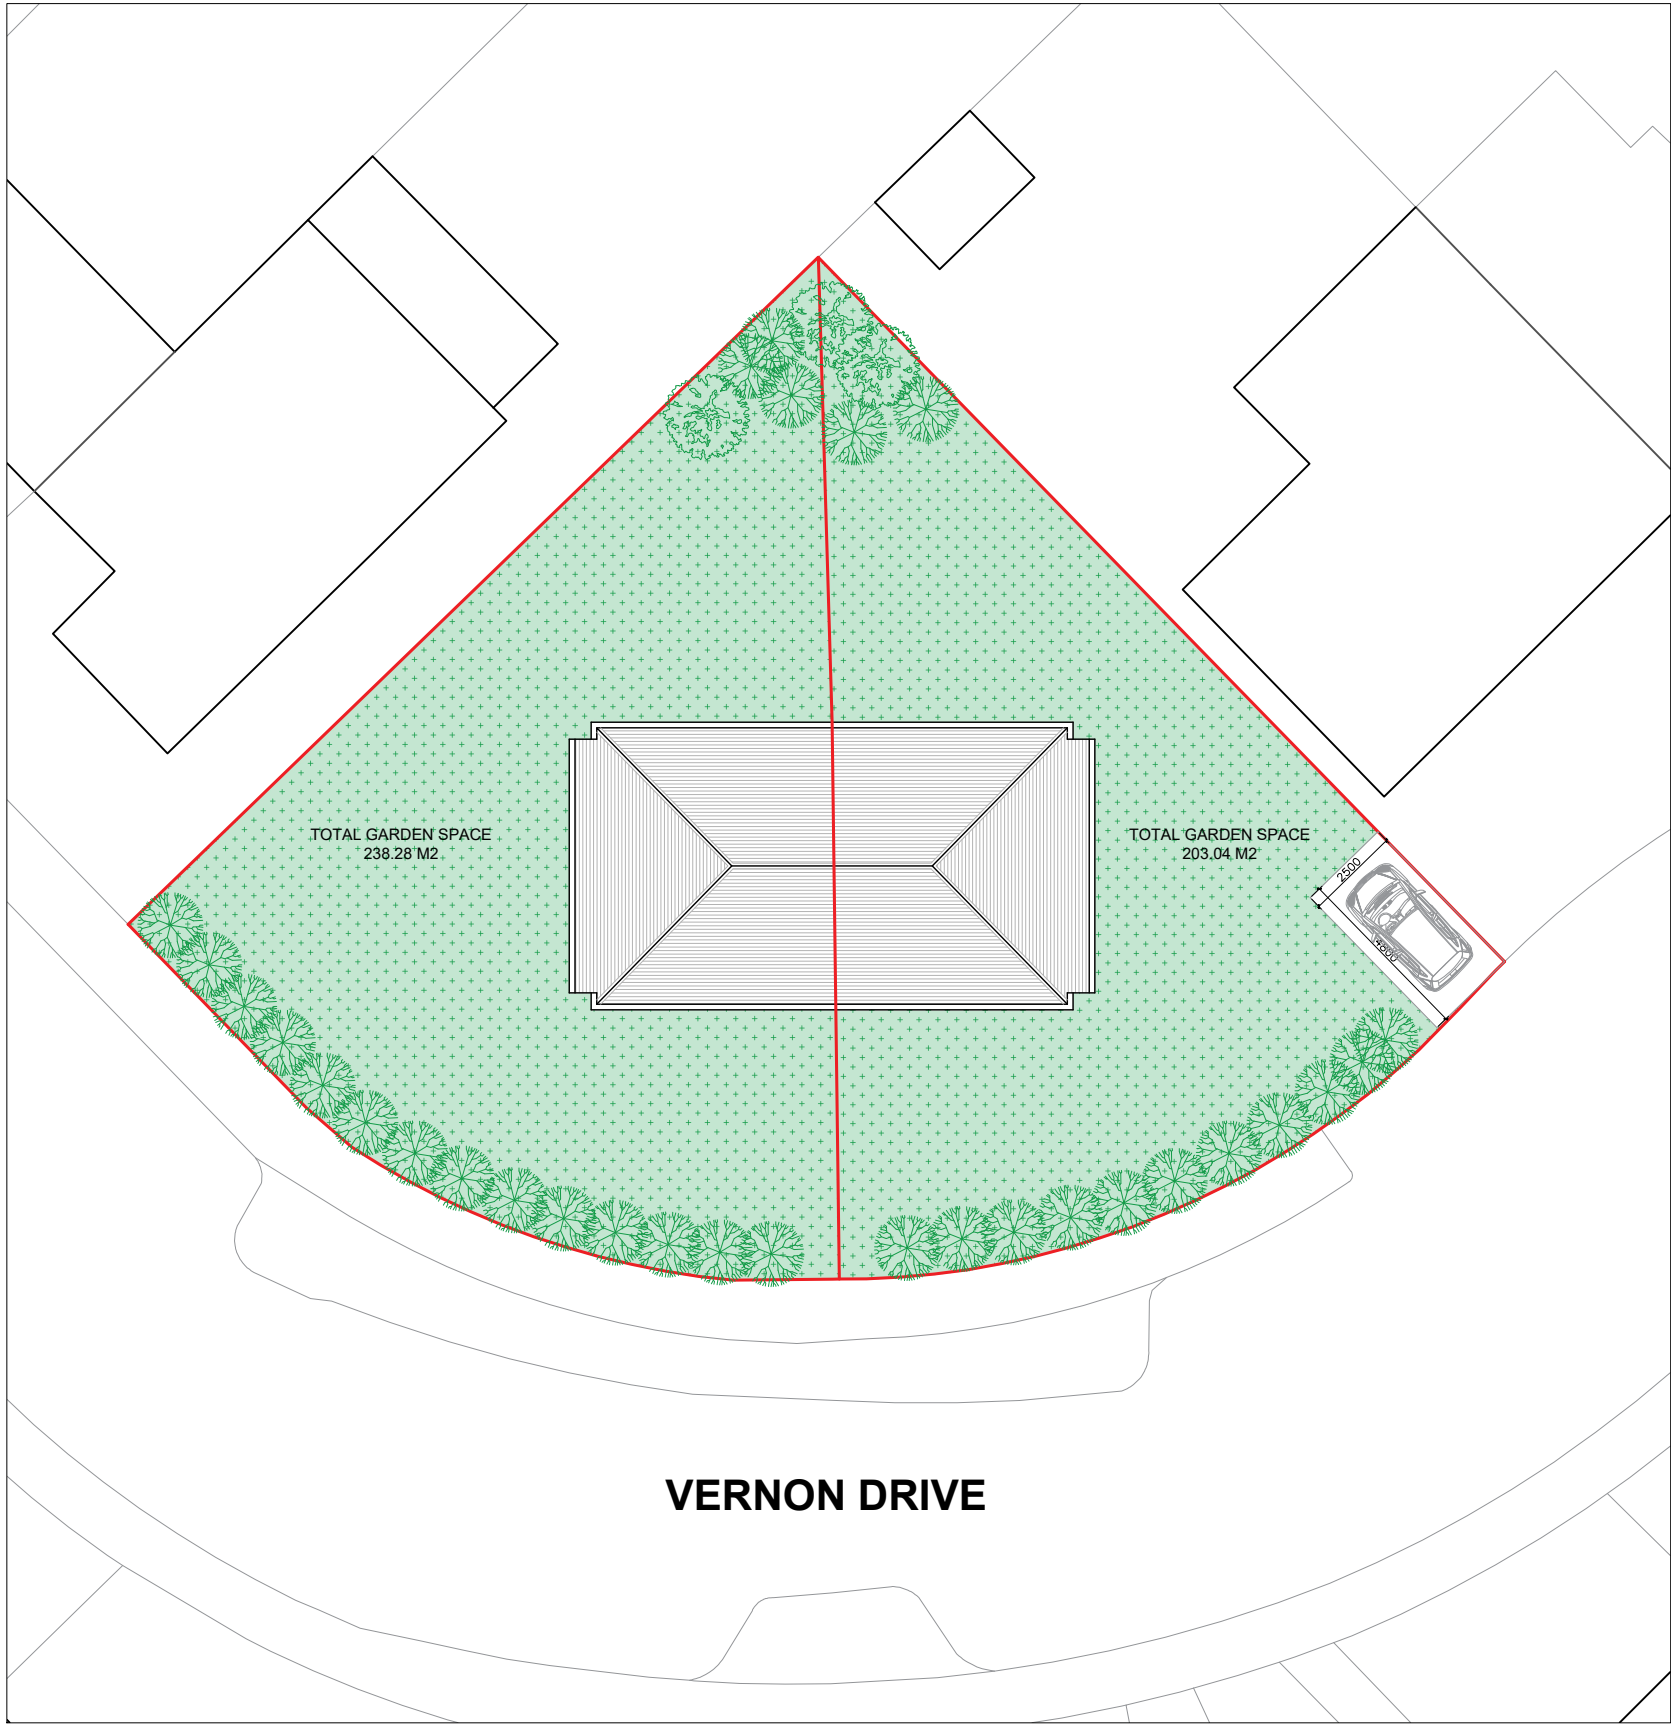 TOTAL GARDEN SPACE
238.28 M2
TOTAL GARDEN SPACE
203.04 M2
2500
4800
VERNON DRIVE